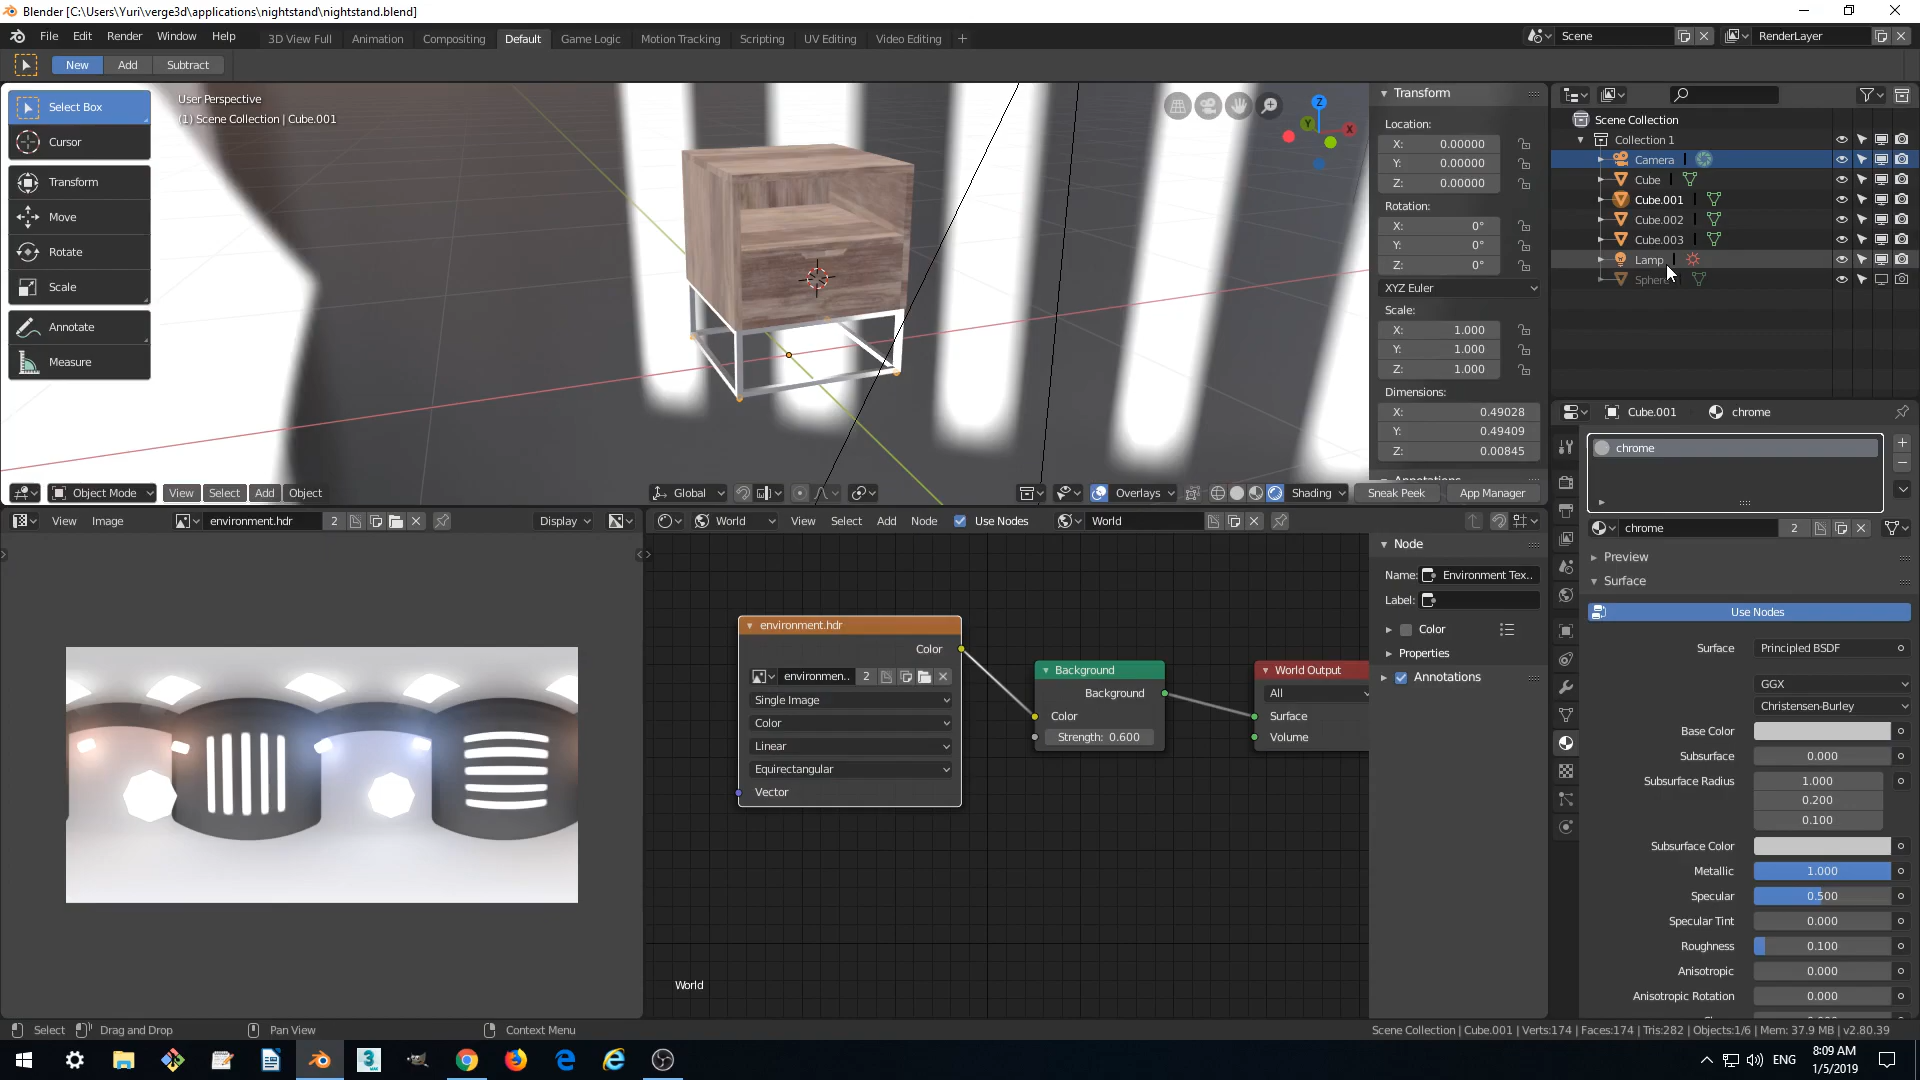 Blender [C:\Users\Yuri\verge3d\applications\nightstand\nightstand.blend]
File Edit Render Window Help 3D View Full Animation Compositing Default Game Logic Motion Tracking Scripting UV Editing Video Editing + Scene RenderLayer
New Add Subtract
Select Box
Cursor
Transform
Move
Rotate
Scale
Annotate
Measure
User Perspective
(1) Scene Collection | Cube.001
Z
Y
X
Object Mode View Select Add Object Global Overlays Shading Sneak Peek App Manager
Transform
Location:
X: 0.00000
Y: 0.00000
Z: 0.00000
Rotation:
X: 0°
Y: 0°
Z: 0°
XYZ Euler
Scale:
X: 1.000
Y: 1.000
Z: 1.000
Dimensions:
X: 0.49028
Y: 0.49409
Z: 0.00845
Scene Collection
Collection 1
Camera
Cube
Cube.001
Cube.002
Cube.003
Lamp
Sphere
View Image environment.hdr 2 Display
World View Select Add Node Use Nodes World
environment.hdr
Color
environmen.. 2
Single Image
Color
Linear
Equirectangular
Vector
Background
Background
Color
Strength: 0.600
World Output
All
Surface
Volume
World
Node
Name: Environment Tex..
Label:
Color
Properties
Annotations
Cube.001 chrome
chrome
chrome 2
Preview
Surface
Use Nodes
Surface Principled BSDF
GGX
Christensen-Burley
Base Color
Subsurface 0.000
Subsurface Radius 1.000
0.200
0.100
Subsurface Color
Metallic 1.000
Specular 0.500
Specular Tint 0.000
Roughness 0.100
Anisotropic 0.000
Anisotropic Rotation 0.000
Select Drag and Drop Pan View Context Menu Scene Collection | Cube.001 | Verts:174 | Faces:174 | Tris:282 | Objects:1/6 | Mem: 37.9 MB | v2.80.39
ENG
8:09 AM
1/5/2019